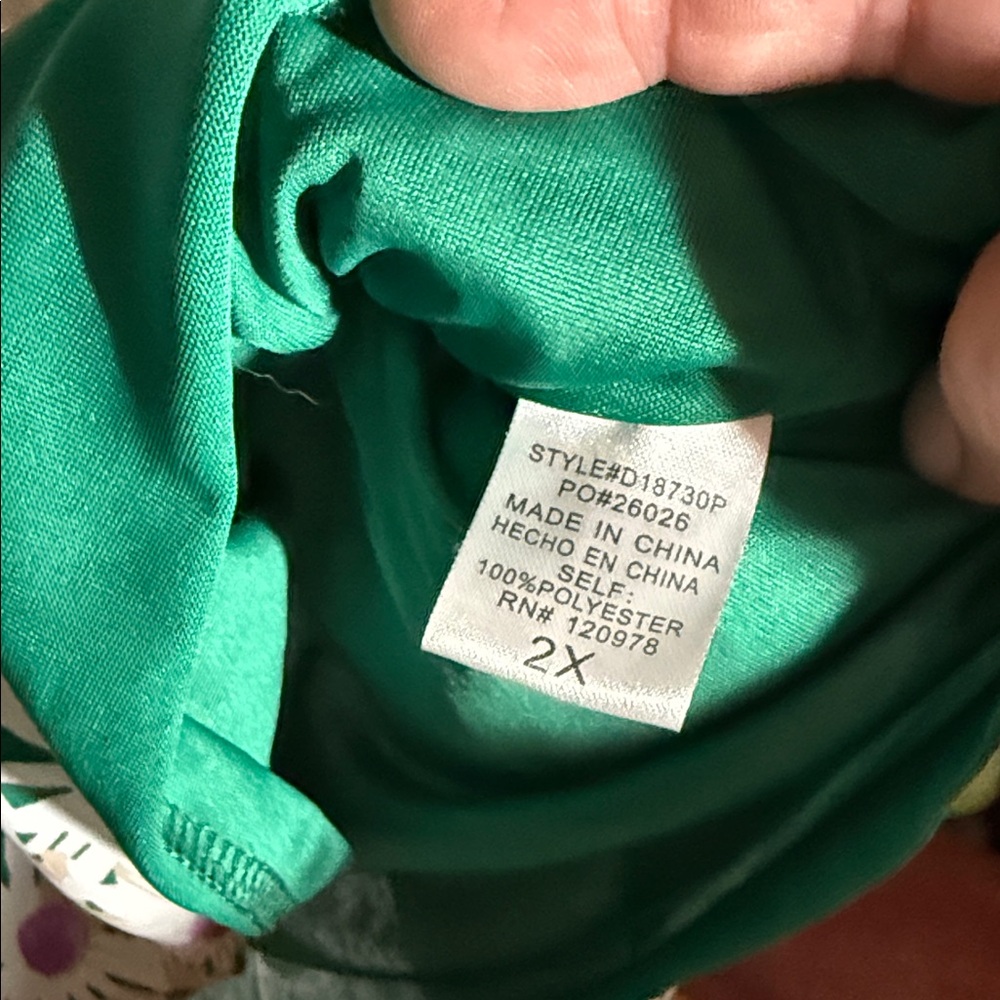 STYLE#D18730P
PO#26026
MADE IN CHINA
HECHO EN CHINA
SELF:
100%POLYESTER
RN# 120978
2X